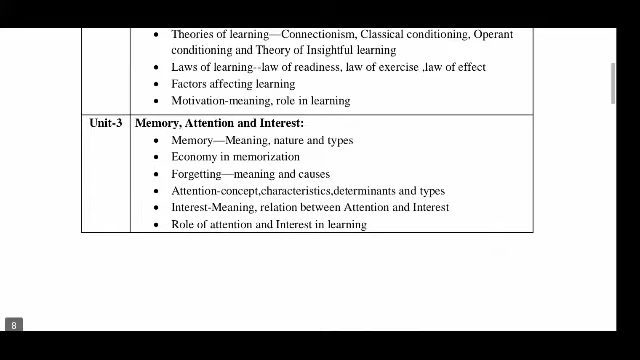 • Theories of learning—Connectionism, Classical conditioning, Operant
conditioning and Theory of Insightful learning
• Laws of learning--law of readiness, law of exercise ,law of effect
• Factors affecting learning
• Motivation-meaning, role in learning
Unit-3 Memory, Attention and Interest:
• Memory—Meaning, nature and types
• Economy in memorization
• Forgetting—meaning and causes
• Attention-concept,characteristics,determinants and types
• Interest-Meaning, relation between Attention and Interest
• Role of attention and Interest in learning
8